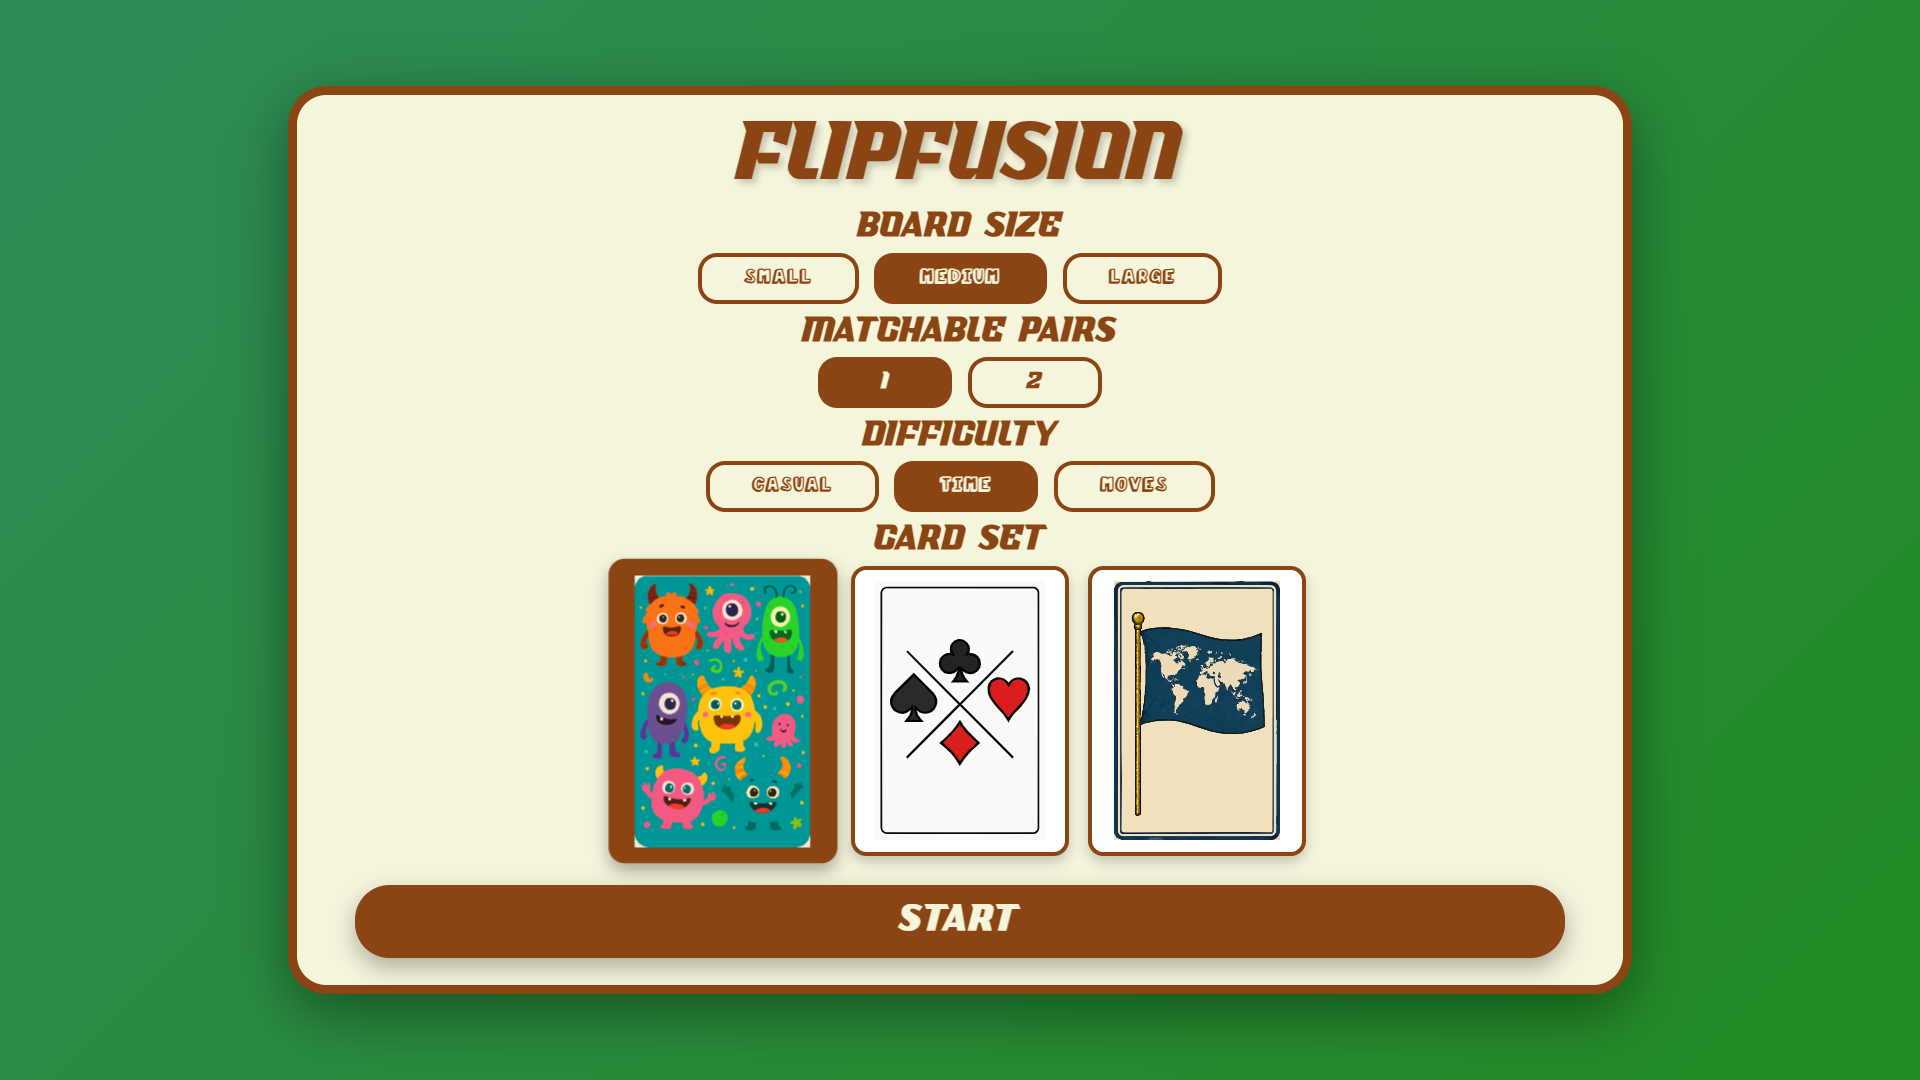 FLIPFUSION
BOARD SIZE
SMALL MEDIUM LARGE
MATCHABLE PAIRS
1 2
DIFFICULTY
CASUAL TIME MOVES
CARD SET
START